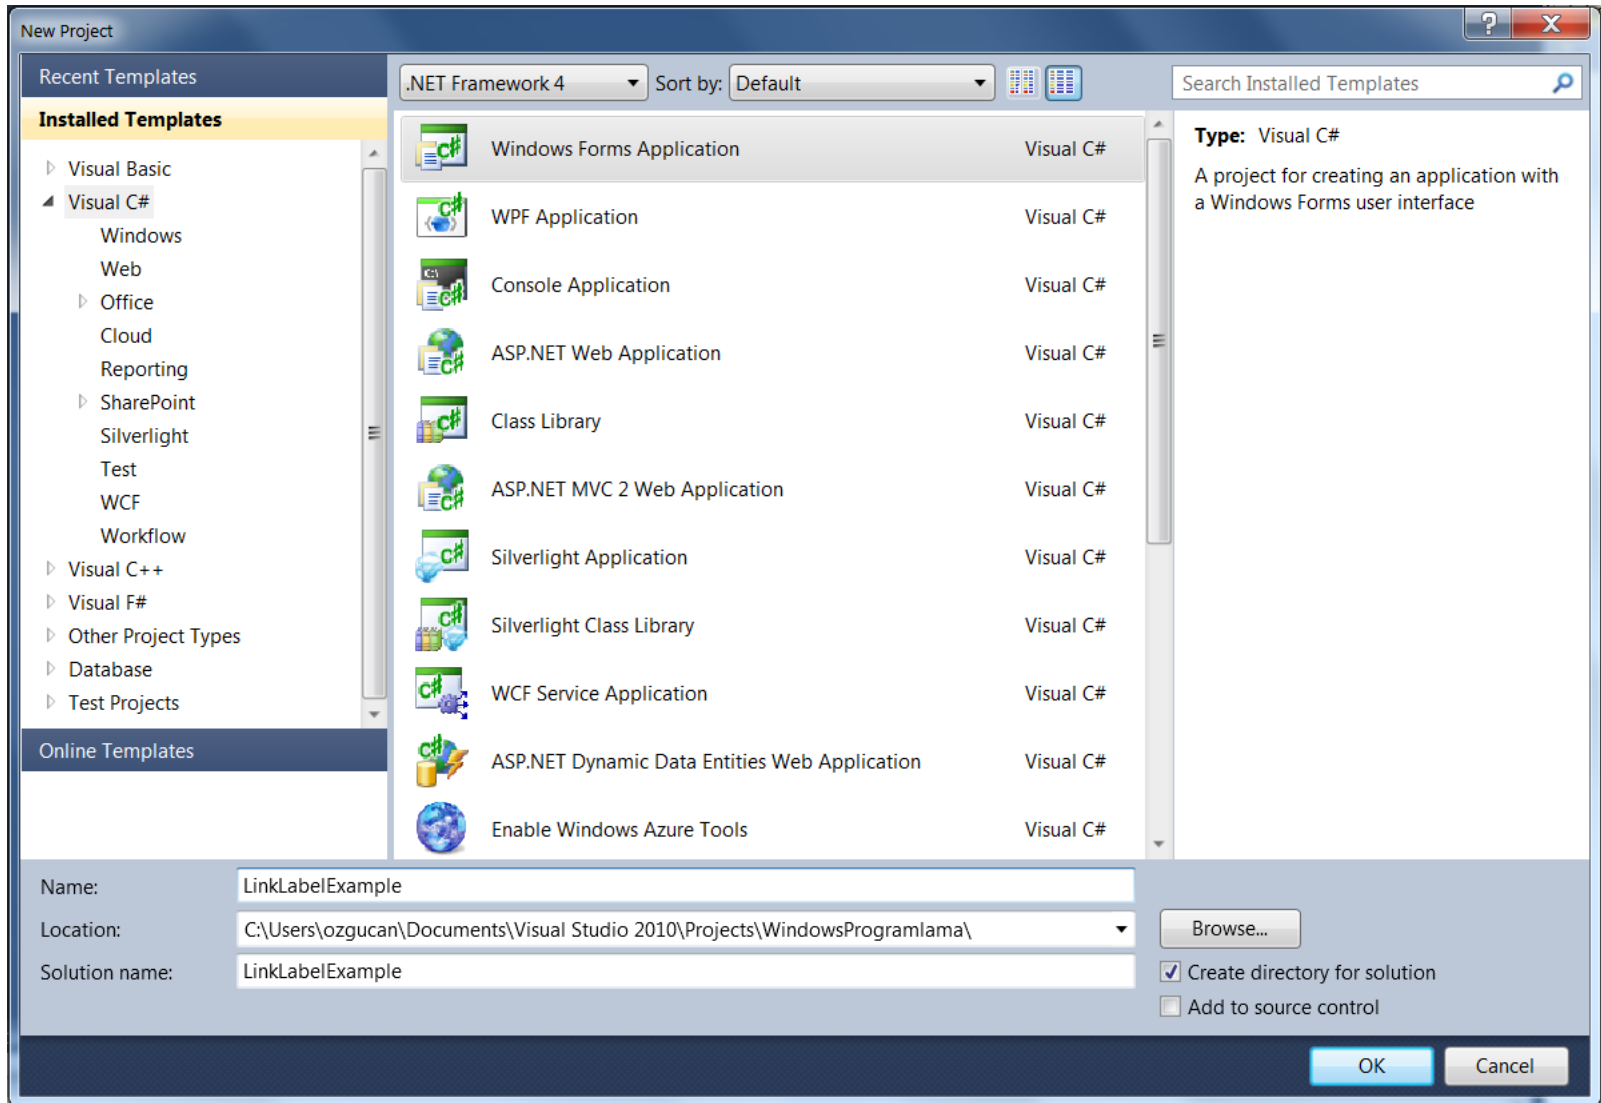 New Project
Recent Templates
Installed Templates
Visual Basic
Visual C#
Windows
Web
Office
Cloud
Reporting
SharePoint
Silverlight
Test
WCF
Workflow
Visual C++
Visual F#
Other Project Types
Database
Test Projects
Online Templates
.NET Framework 4 Sort by: Default
Search Installed Templates
Windows Forms Application Visual C#
WPF Application Visual C#
Console Application Visual C#
ASP.NET Web Application Visual C#
Class Library Visual C#
ASP.NET MVC 2 Web Application Visual C#
Silverlight Application Visual C#
Silverlight Class Library Visual C#
WCF Service Application Visual C#
ASP.NET Dynamic Data Entities Web Application Visual C#
Enable Windows Azure Tools Visual C#
Type: Visual C#
A project for creating an application with
a Windows Forms user interface
Name: LinkLabelExample
Location: C:\Users\ozgucan\Documents\Visual Studio 2010\Projects\WindowsProgramlama\ Browse...
Solution name: LinkLabelExample
Create directory for solution
Add to source control
OK Cancel